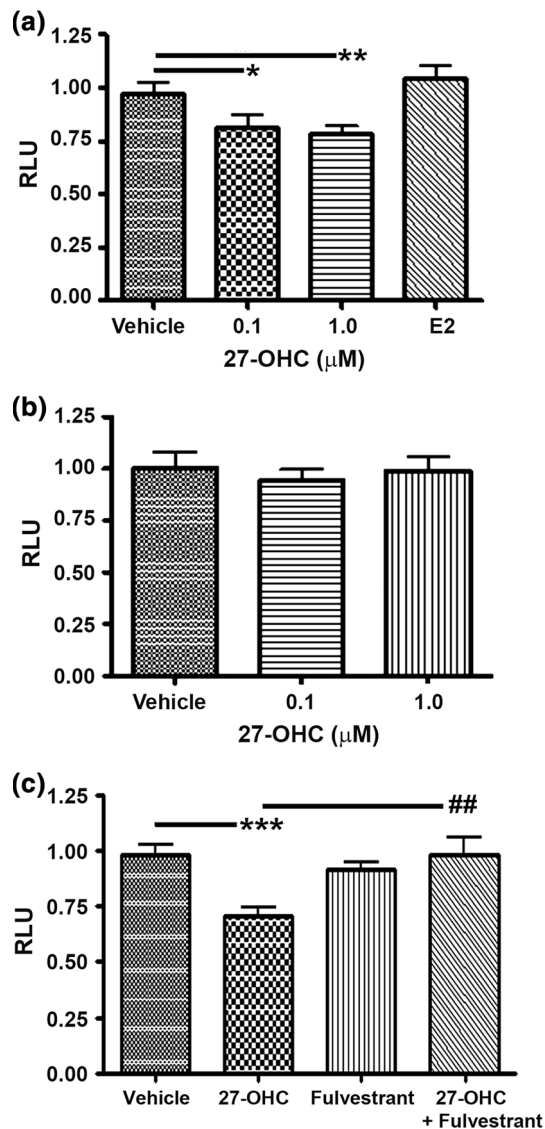 (a)
RLU
1.25
1.00
0.75
0.50
0.25
0.00
*
**
Vehicle 0.1 1.0 E2
27-OHC (μM)
(b)
RLU
1.25
1.00
0.75
0.50
0.25
0.00
Vehicle 0.1 1.0
27-OHC (μM)
(c)
RLU
1.25
1.00
0.75
0.50
0.25
0.00
##
***
Vehicle 27-OHC Fulvestrant 27-OHC
+ Fulvestrant